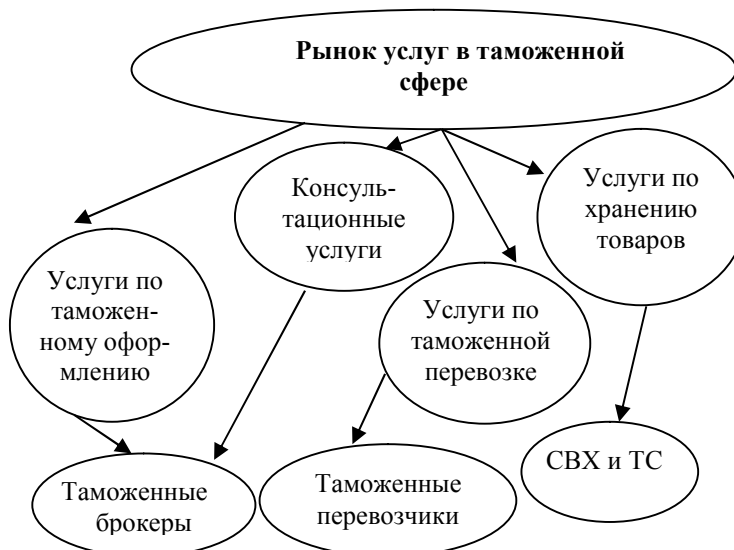 Рынок услуг в таможенной
сфере
Консуль-
тационные
услуги
Услуги по
хранению
товаров
Услуги по
таможен-
ному офор-
млению
Услуги по
таможенной
перевозке
Таможенные
брокеры
Таможенные
перевозчики
СВХ и ТС